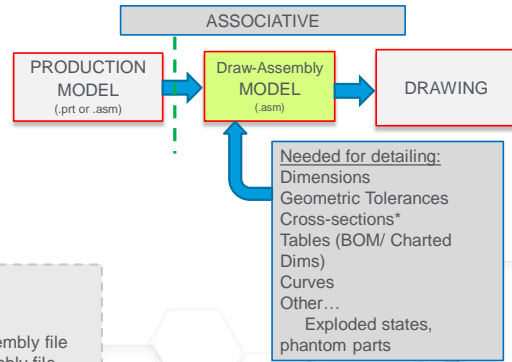 ASSOCIATIVE
PRODUCTION
MODEL
(.prt or .asm)
Draw-Assembly
MODEL
(.asm)
DRAWING
Needed for detailing:
Dimensions
Geometric Tolerances
Cross-sections*
Tables (BOM/ Charted
Dims)
Curves
Other…
Exploded states,
phantom parts
embly file